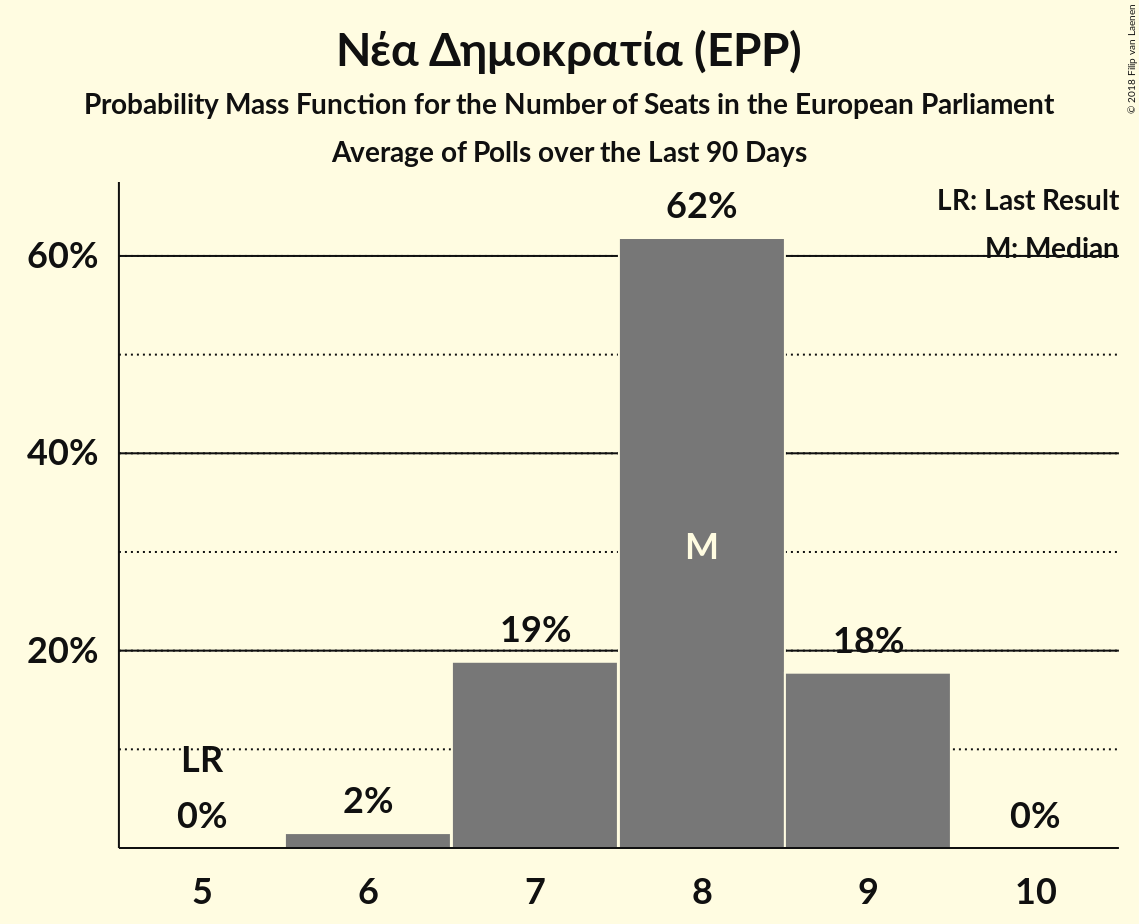 Νέα Δημοκρατία (EPP)
Probability Mass Function for the Number of Seats in the European Parliament
Average of Polls over the Last 90 Days
© 2018 Filip van Laenen
LR: Last Result
M: Median
62%
60%
40%
M
19%
18%
20%
LR
0%
2%
0%
5 6 7 8 9 10